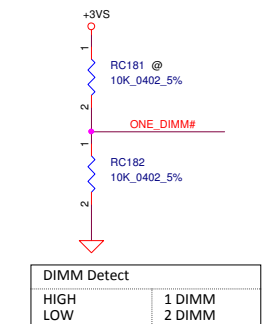 +3VS
1
RC181 @
10K_0402_5%
2
ONE_DIMM#
1
RC182
10K_0402_5%
2
DIMM Detect
HIGH 1 DIMM
LOW 2 DIMM